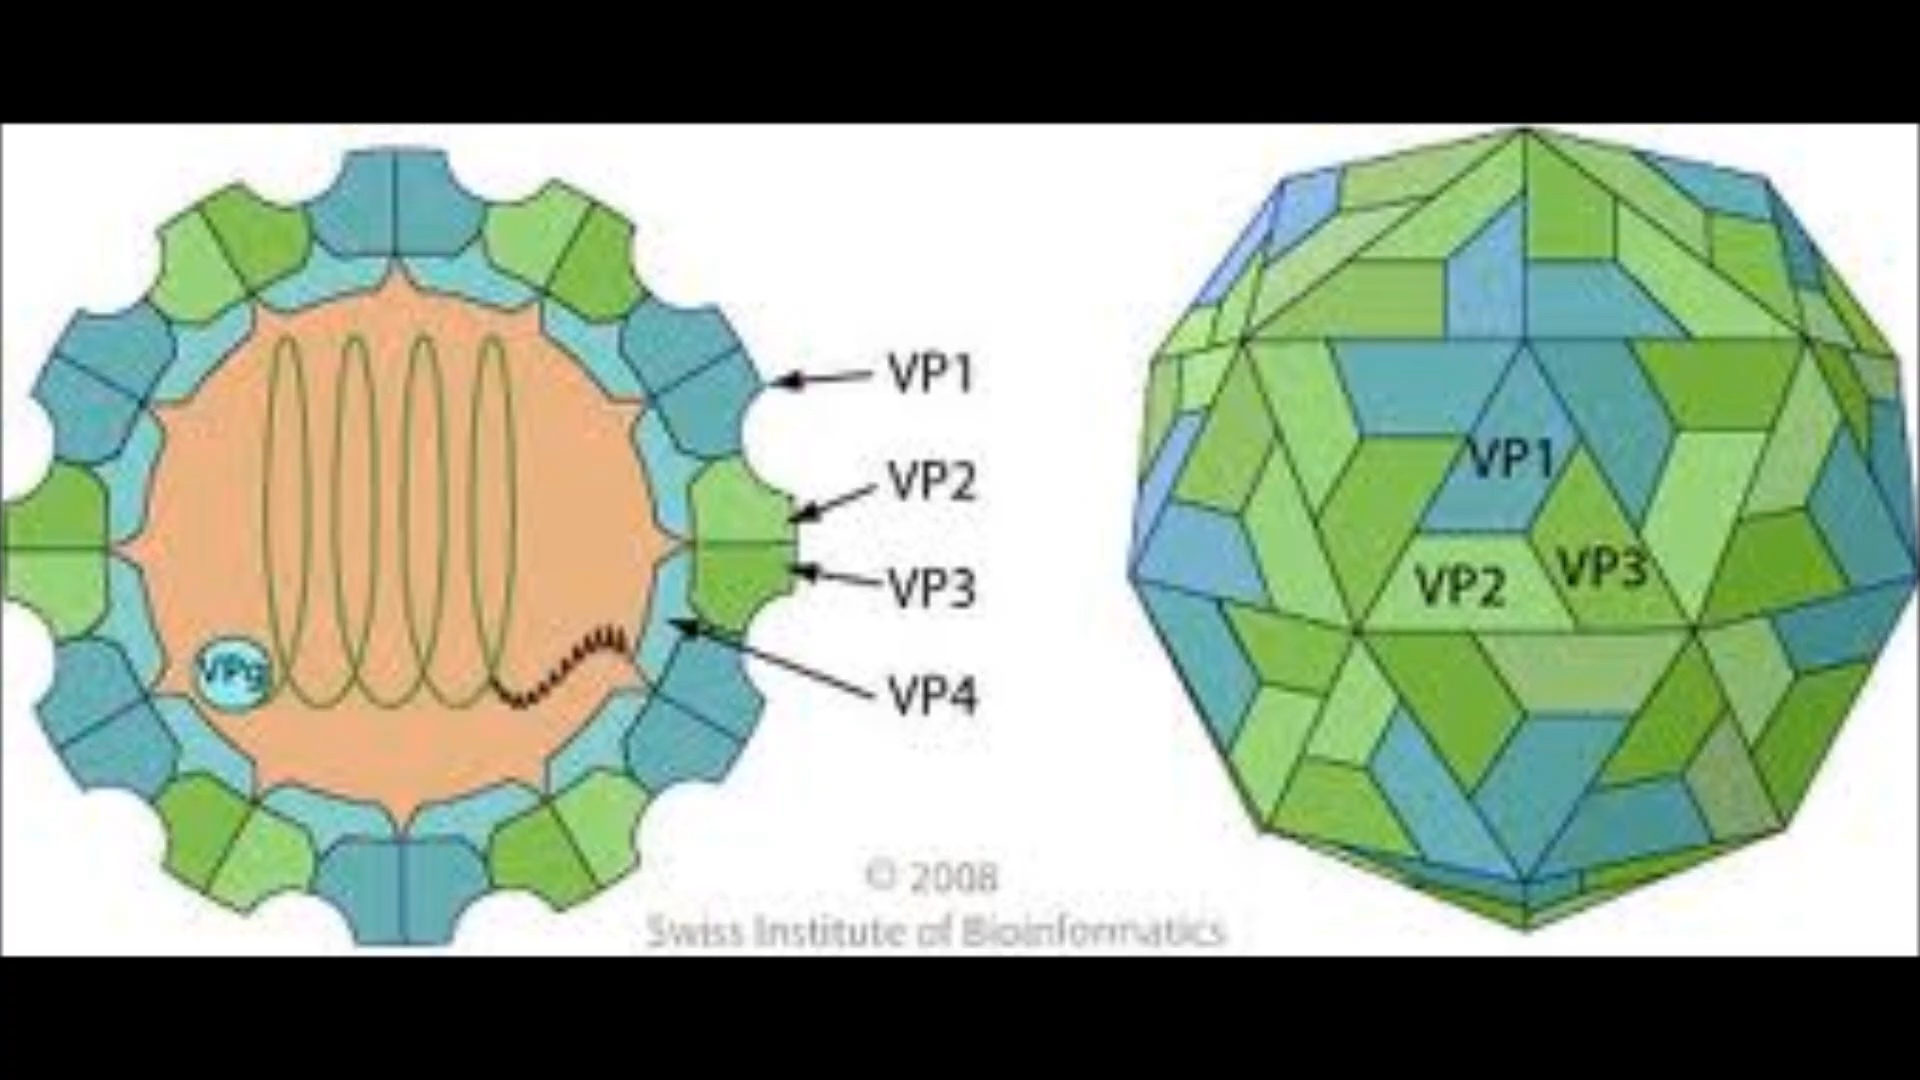 VP1
VP2
VP3
VP4
VPg
VP1
VP2
VP3
© 2008
Swiss Institute of Bioinformatics